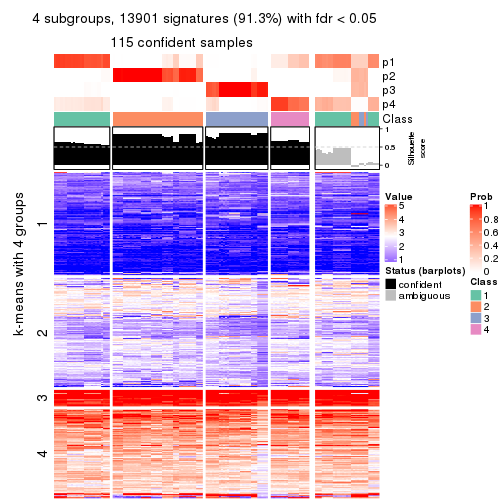 4 subgroups, 13901 signatures (91.3%) with fdr < 0.05
115 confident samples
p1
p2
p3
p4
Class
1
0.5
0
Silhouette
score
k-means with 4 groups
1
2
3
4
Value
5
4
3
2
1
Status (barplots)
confident
ambiguous
Prob
1
0.8
0.6
0.4
0.2
0
Class
1
2
3
4